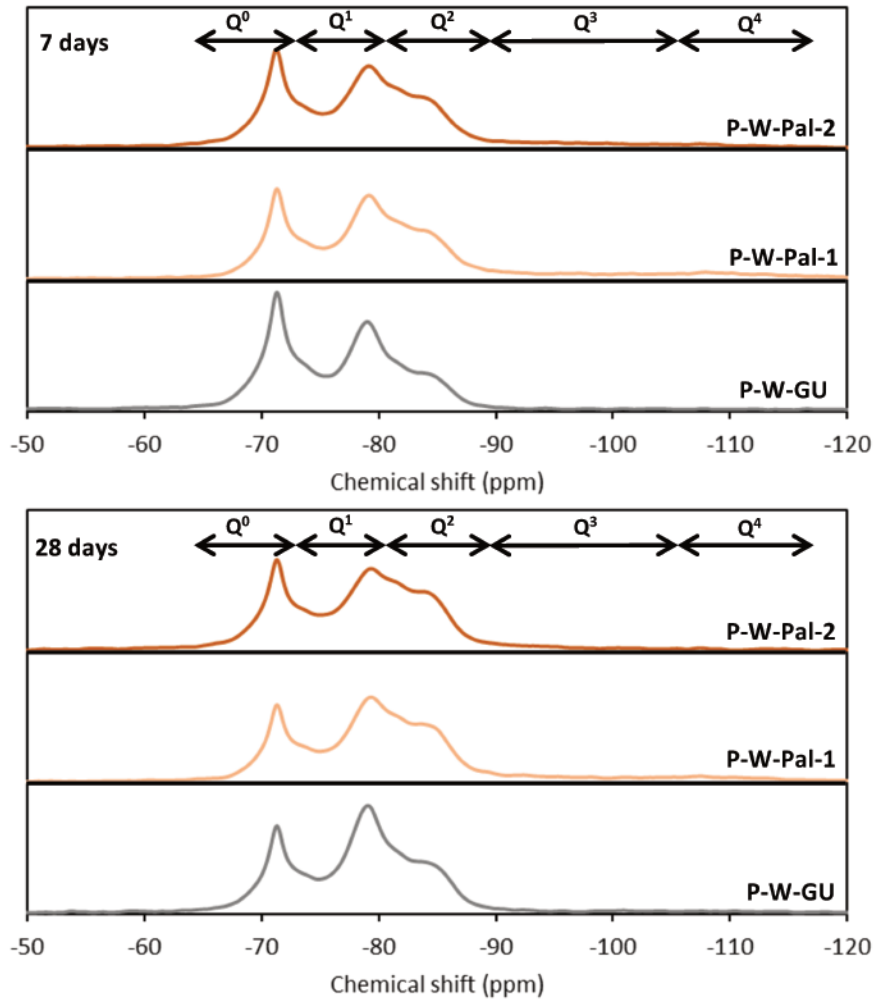 Q⁰ Q¹ Q² Q³ Q⁴
7 days
P-W-Pal-2
P-W-Pal-1
P-W-GU
-50 -60 -70 -80 -90 -100 -110 -120
Chemical shift (ppm)
Q⁰ Q¹ Q² Q³ Q⁴
28 days
P-W-Pal-2
P-W-Pal-1
P-W-GU
-50 -60 -70 -80 -90 -100 -110 -120
Chemical shift (ppm)